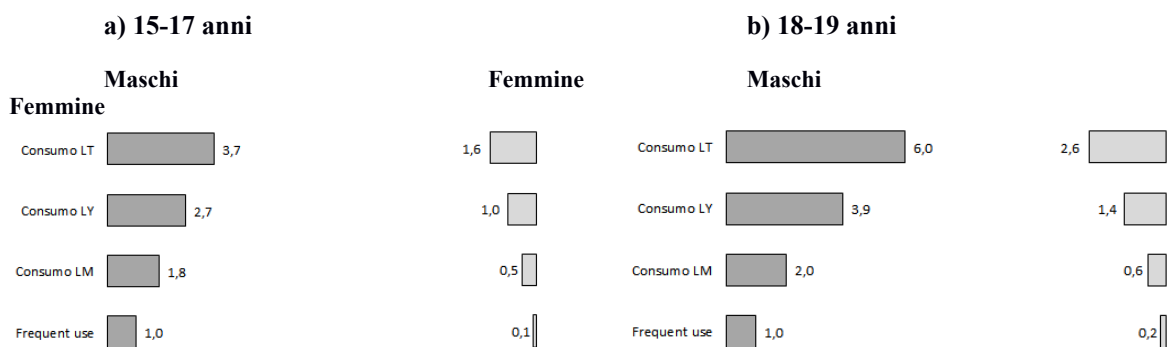 a) 15-17 anni
b) 18-19 anni
Maschi Femmine Maschi
Femmine
Consumo LT 3,7 1,6 Consumo LT 6,0 2,6
Consumo LY 2,7 1,0 Consumo LY 3,9 1,4
Consumo LM 1,8 0,5 Consumo LM 2,0 0,6
Frequent use 1,0 0,1 Frequent use 1,0 0,2